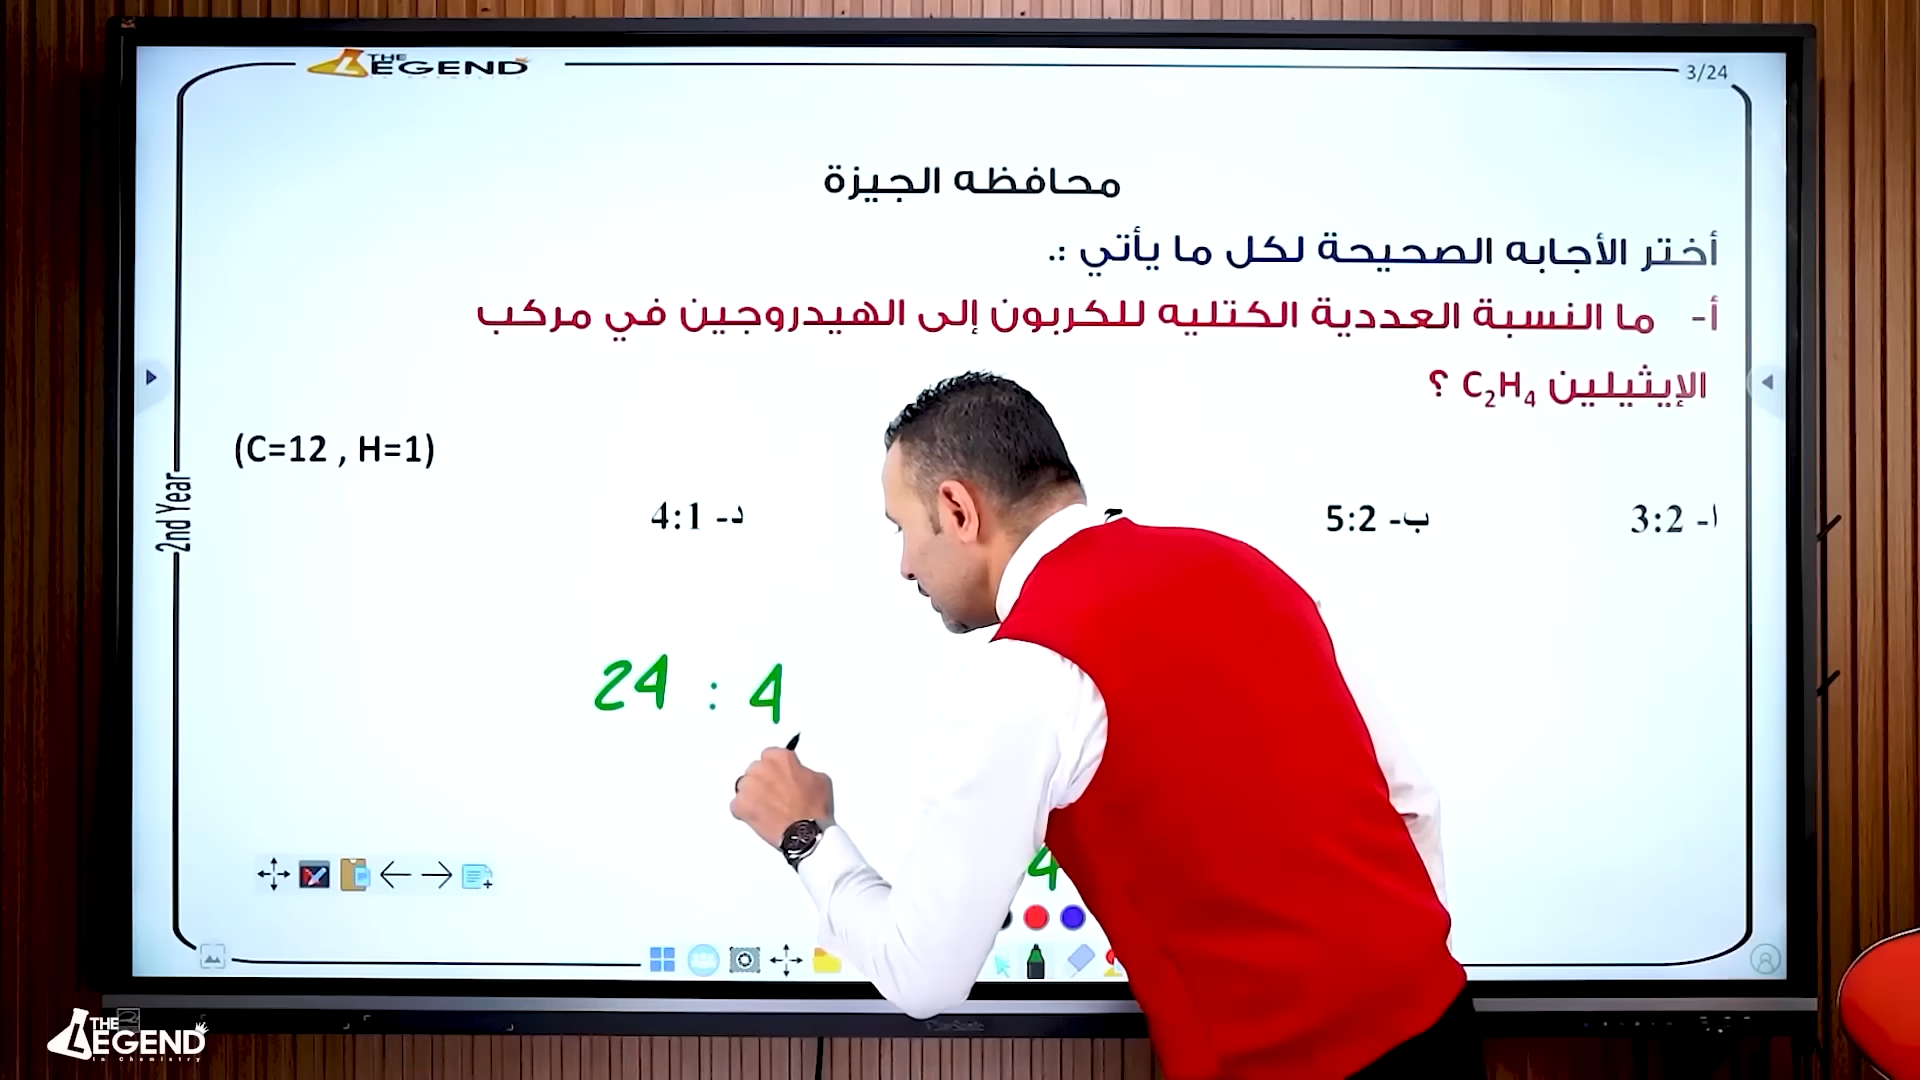 THE LEGEND
3/24
محافظه الجيزة
أختر الأجابه الصحيحة لكل ما يأتي :.
أ- ما النسبة العددية الكتليه للكربون إلى الهيدروجين في مركب
الإيثيلين C₂H₄ ؟
(C=12 , H=1)
ا- 3:2
ب- 5:2
د- 4:1
2nd Year
24 : 4
4
THE LEGEND
In Chemistry